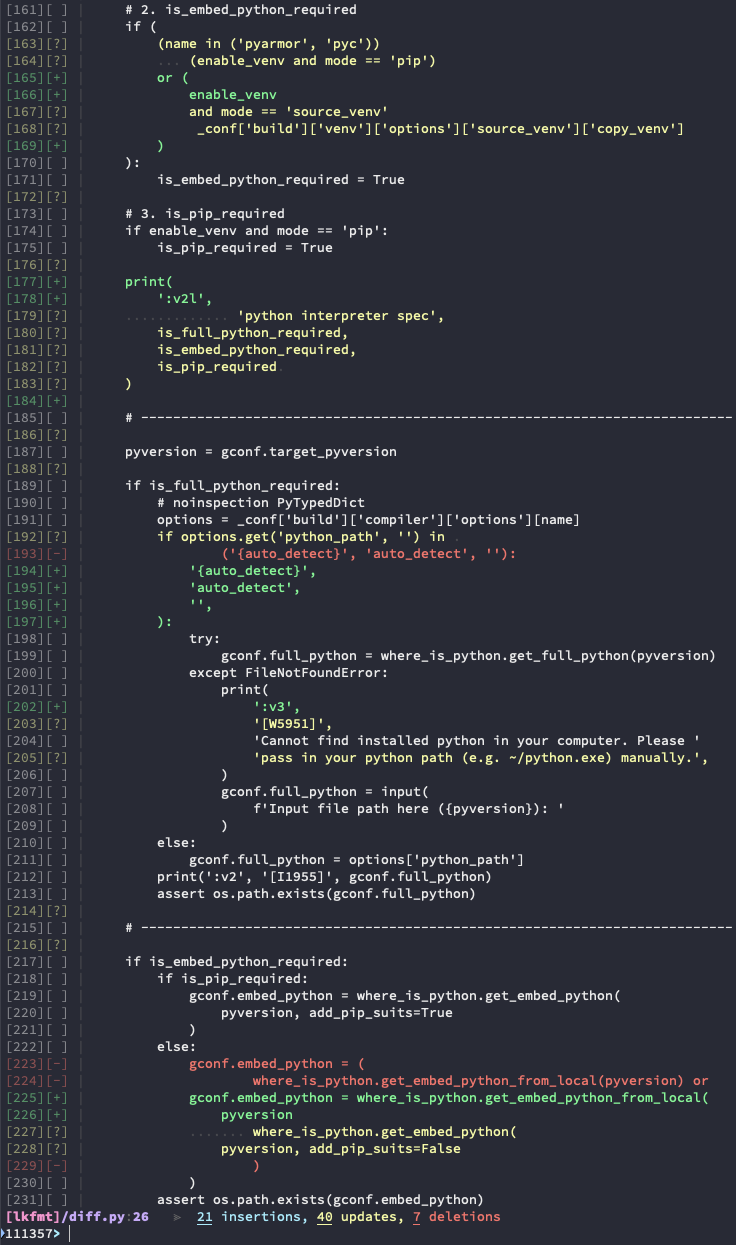 [161][ ] | # 2. is_embed_python_required
[162][ ] | if (
[163][?] | (name in ('pyarmor', 'pyc'))
[164][?] | ... (enable_venv and mode == 'pip')
[165][+] | or (
[166][+] | enable_venv
[167][?] | and mode == 'source_venv'
[168][?] | _conf['build']['venv']['options']['source_venv']['copy_venv']
[169][+] | )
[170][ ] | ):
[171][ ] | is_embed_python_required = True
[172][?] |
[173][ ] | # 3. is_pip_required
[174][ ] | if enable_venv and mode == 'pip':
[175][ ] | is_pip_required = True
[176][?] |
[177][+] | print(
[178][+] | ':v2l',
[179][?] | ............. 'python interpreter spec',
[180][?] | is_full_python_required,
[181][?] | is_embed_python_required,
[182][?] | is_pip_required.
[183][?] | )
[184][+] |
[185][ ] | # --------------------------------------------------------------------------
[186][?] |
[187][ ] | pyversion = gconf.target_pyversion
[188][?] |
[189][ ] | if is_full_python_required:
[190][ ] | # noinspection PyTypedDict
[191][ ] | options = _conf['build']['compiler']['options'][name]
[192][?] | if options.get('python_path', '') in .
[193][-] | ('{auto_detect}', 'auto_detect', ''):
[194][+] | '{auto_detect}',
[195][+] | 'auto_detect',
[196][+] | '',
[197][+] | ):
[198][ ] | try:
[199][ ] | gconf.full_python = where_is_python.get_full_python(pyversion)
[200][ ] | except FileNotFoundError:
[201][ ] | print(
[202][+] | ':v3',
[203][?] | '[W5951]',
[204][ ] | 'Cannot find installed python in your computer. Please '
[205][?] | 'pass in your python path (e.g. ~/python.exe) manually.',
[206][ ] | )
[207][ ] | gconf.full_python = input(
[208][ ] | f'Input file path here ({pyversion}): '
[209][ ] | )
[210][ ] | else:
[211][ ] | gconf.full_python = options['python_path']
[212][ ] | print(':v2', '[I1955]', gconf.full_python)
[213][ ] | assert os.path.exists(gconf.full_python)
[214][?] |
[215][ ] | # --------------------------------------------------------------------------
[216][?] |
[217][ ] | if is_embed_python_required:
[218][ ] | if is_pip_required:
[219][ ] | gconf.embed_python = where_is_python.get_embed_python(
[220][ ] | pyversion, add_pip_suits=True
[221][ ] | )
[222][ ] | else:
[223][-] | gconf.embed_python = (
[224][-] | where_is_python.get_embed_python_from_local(pyversion) or
[225][+] | gconf.embed_python = where_is_python.get_embed_python_from_local(
[226][+] | pyversion
[227][?] | ....... where_is_python.get_embed_python(
[228][?] | pyversion, add_pip_suits=False
[229][-] | )
[230][ ] | )
[231][ ] | assert os.path.exists(gconf.embed_python)
[lkfmt]/diff.py:26 ► 21 insertions, 40 updates, 7 deletions
111357>